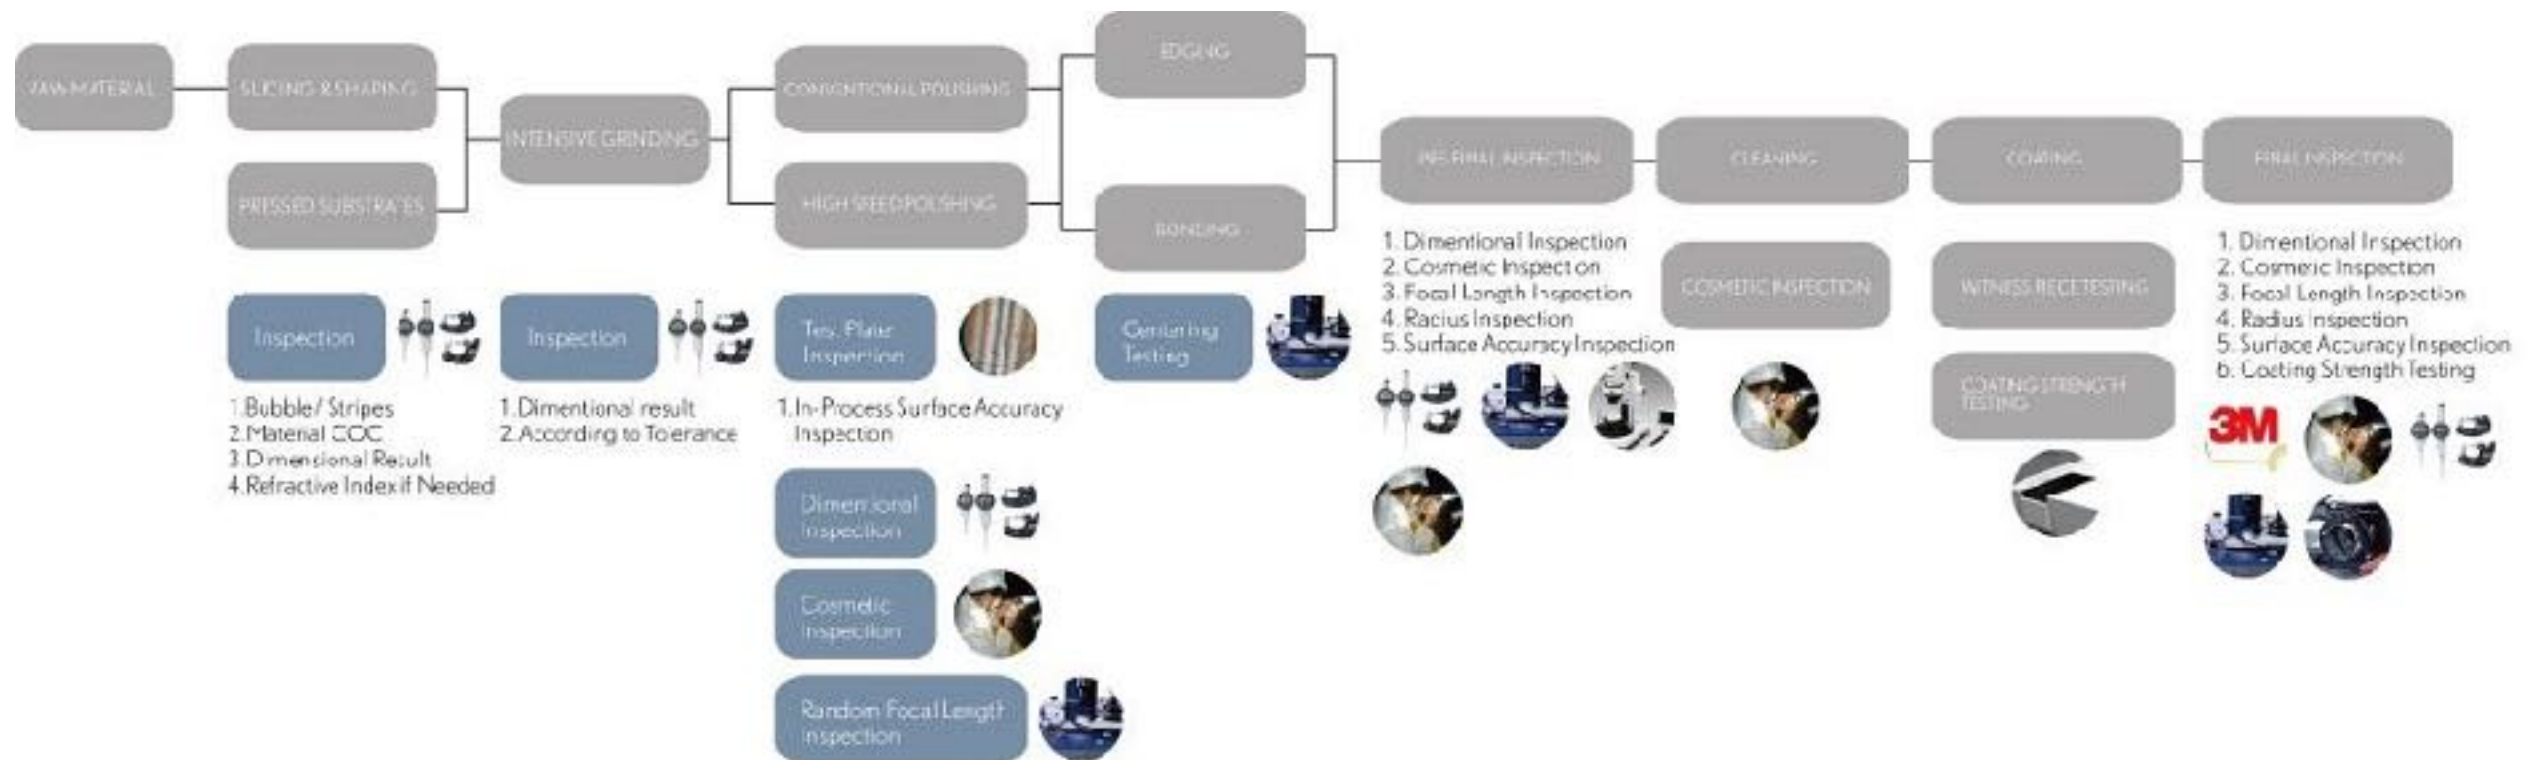 RAW MATERIAL
SLICING & SHAPING
PRESSED SUBSTRATES
INTENSIVE GRINDING
CONVENTIONAL POLISHING
HIGH SPEED POLISHING
EDGING
BONDING
PRE-FINAL INSPECTION
CLEANING
COATING
FINAL INSPECTION
Inspection
1.Bubble / Stripes
2.Material COC
3.Dimensional Result
4.Refractive Index if Needed
Inspection
1.Dimentional result
2.According to Tolerance
Test Plate
Inspection
1.In-Process Surface Accuracy
Inspection
Dimentional
Inspection
Cosmetic
Inspection
Random Focal Length
Inspection
Centering
Testing
1. Dimentional Inspection
2. Cosmetic Inspection
3. Focal Length Inspection
4. Radius Inspection
5. Surface Accuracy Inspection
COSMETIC INSPECTION
WITNESS PIECE TESTING
COATING STRENGTH
TESTING
1. Dimentional Inspection
2. Cosmetic Inspection
3. Focal Length Inspection
4. Radius Inspection
5. Surface Accuracy Inspection
6. Coating Strength Testing
3M